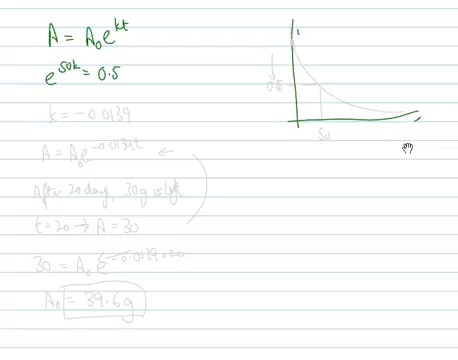 A = A₀e^kt
e^50k = 0.5
k = -0.0139
A = A₀e^-0.0139t
After 20 days, 30g is left
t = 20 → A = 30
30 = A₀e^-0.0139×20
A₀ = 39.6g
1
0.5
50